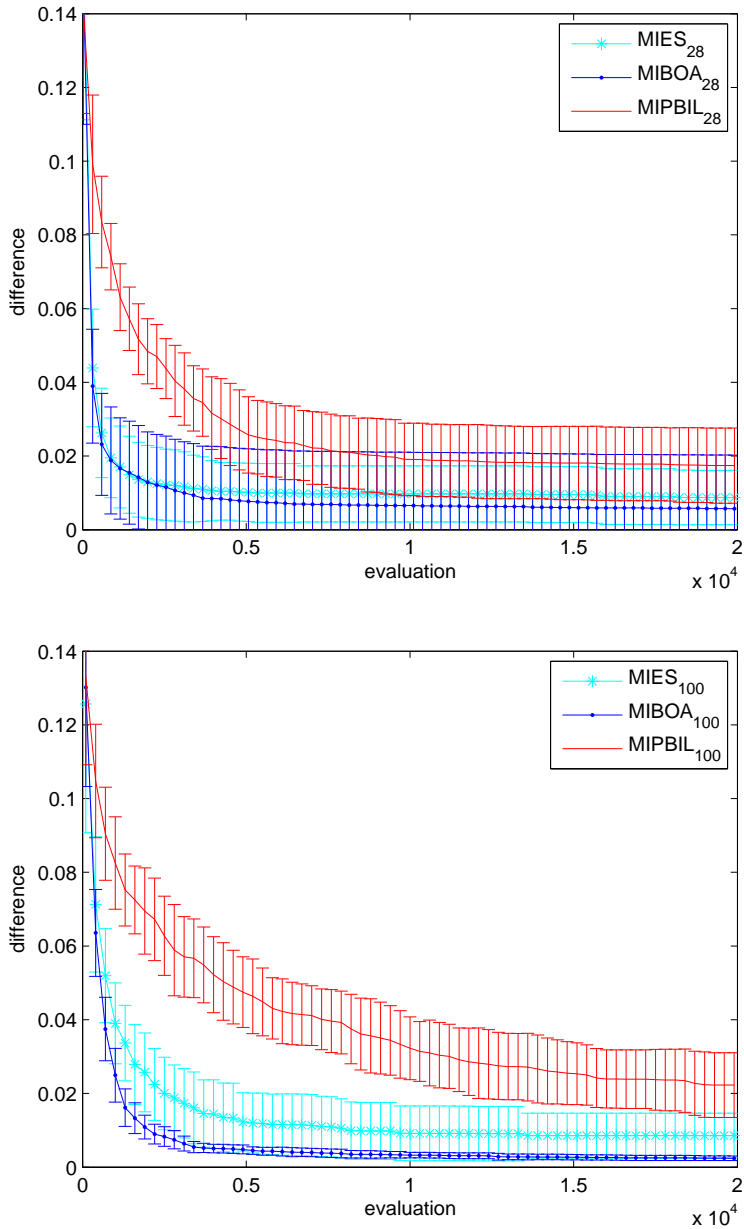 0.14
0.12
0.1
0.08
0.06
0.04
0.02
0
difference
MIES28
MIBOA28
MIPBIL28
0 0.5 1 1.5 2
evaluation
x 10^4
0.14
0.12
0.1
0.08
0.06
0.04
0.02
0
difference
MIES100
MIBOA100
MIPBIL100
0 0.5 1 1.5 2
evaluation
x 10^4